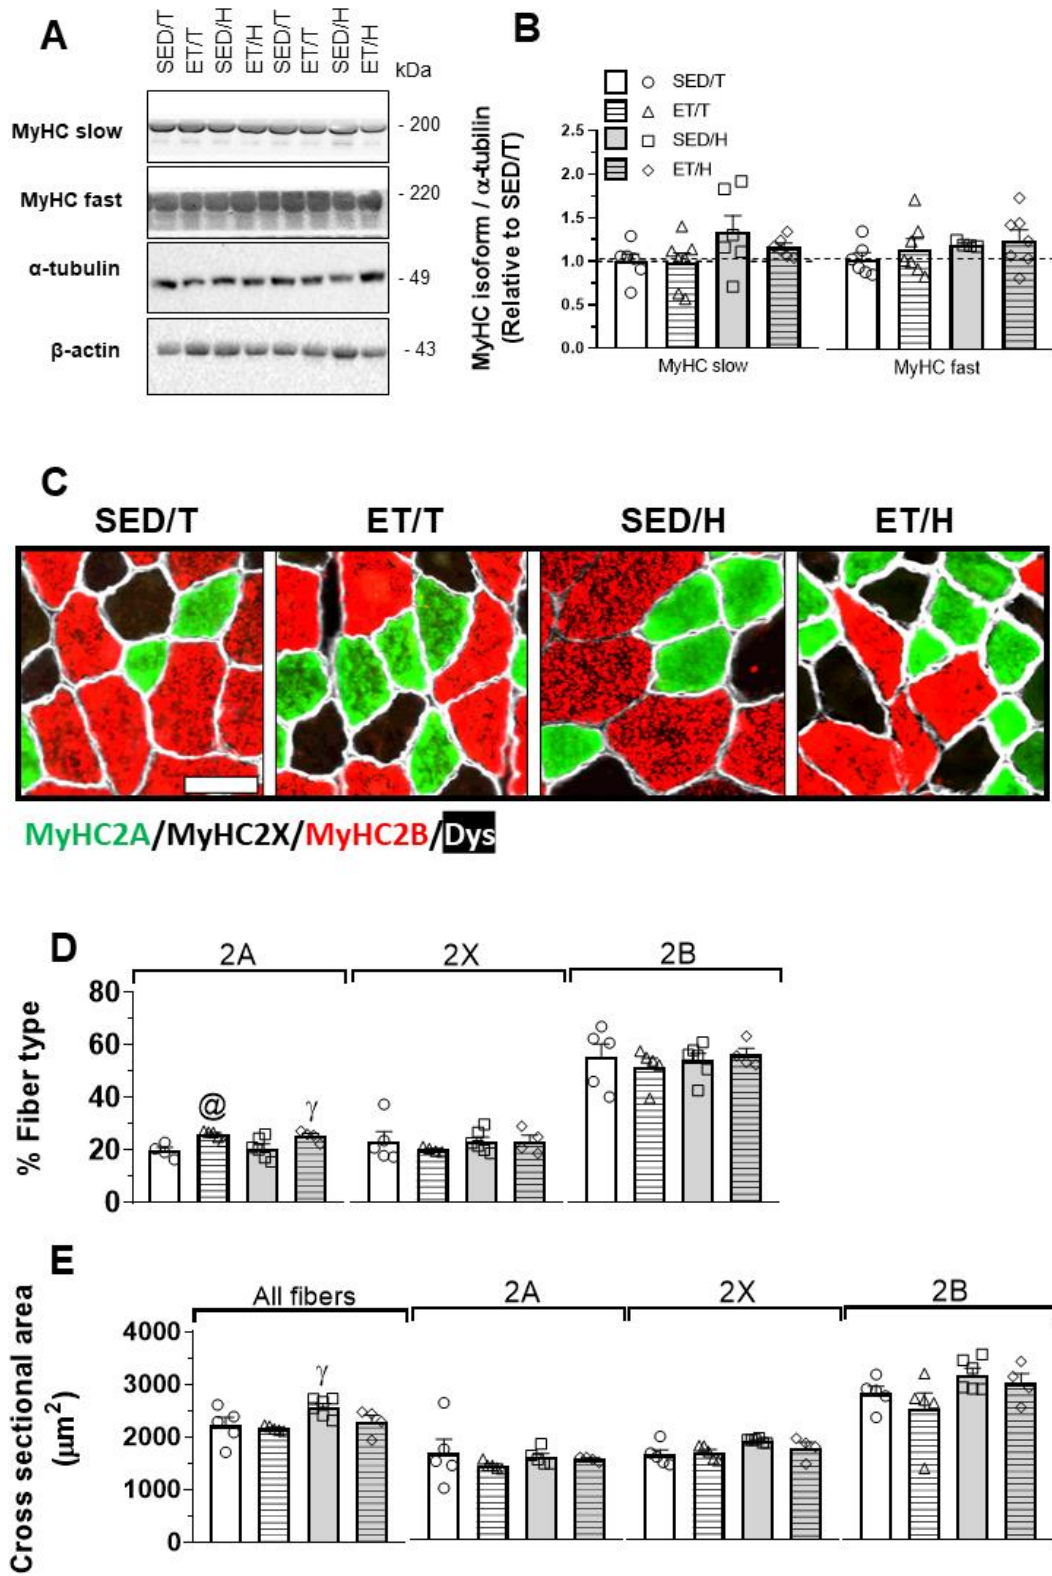 A
SED/T
ET/T
SED/H
ET/H
SED/T
ET/T
SED/H
ET/H
kDa
MyHC slow
- 200
MyHC fast
- 220
α-tubulin
- 49
β-actin
- 43
B
SED/T
ET/T
SED/H
ET/H
MyHC isoform / α-tubilin
(Relative to SED/T)
2.5
2.0
1.5
1.0
0.5
0.0
MyHC slow
MyHC fast
C
SED/T
ET/T
SED/H
ET/H
MyHC2A/MyHC2X/MyHC2B/Dys
D
2A
2X
2B
% Fiber type
80
60
40
20
0
@
γ
E
All fibers
2A
2X
2B
Cross sectional area
(µm2)
4000
3000
2000
1000
0
γ